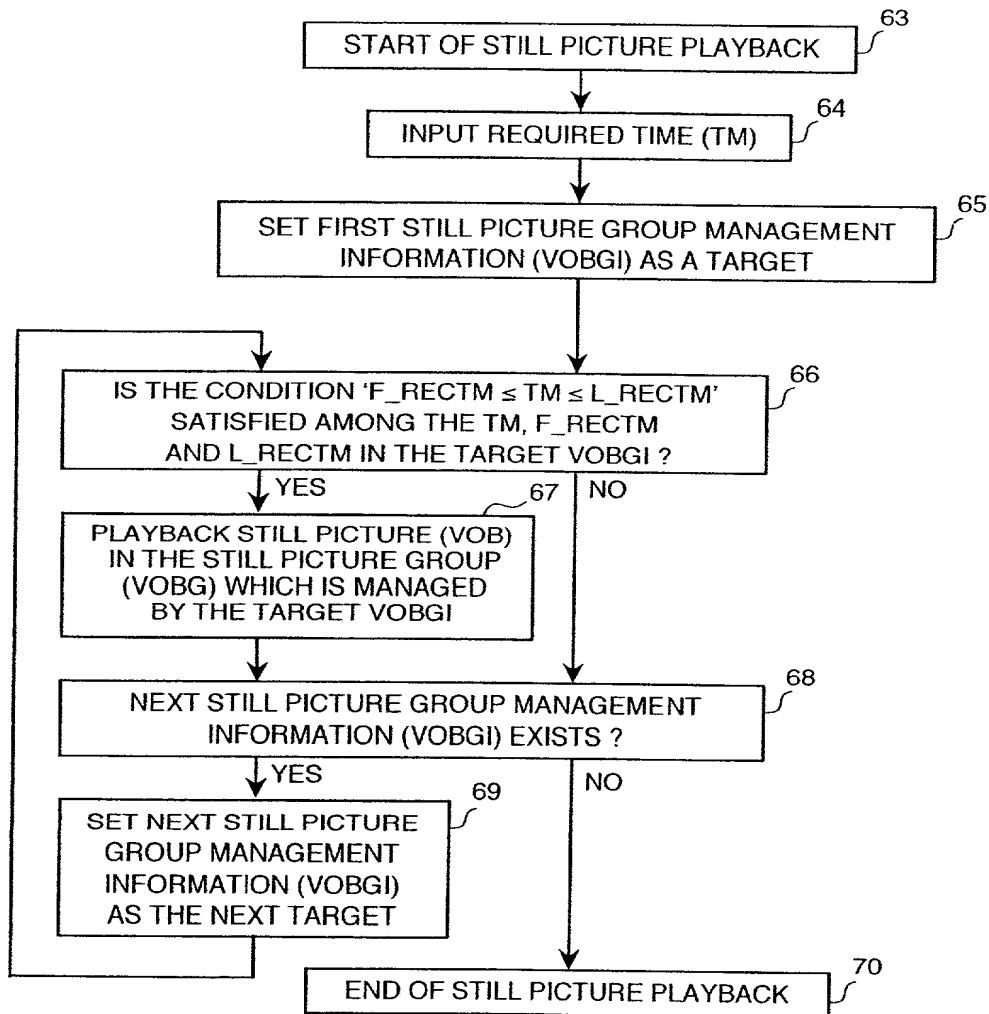 63
START OF STILL PICTURE PLAYBACK
64
INPUT REQUIRED TIME (TM)
65
SET FIRST STILL PICTURE GROUP MANAGEMENT
INFORMATION (VOBGI) AS A TARGET
66
IS THE CONDITION ‘F_RECTM ≤ TM ≤ L_RECTM’
SATISFIED AMONG THE TM, F_RECTM
AND L_RECTM IN THE TARGET VOBGI ?
YES
NO
67
PLAYBACK STILL PICTURE (VOB)
IN THE STILL PICTURE GROUP
(VOBG) WHICH IS MANAGED
BY THE TARGET VOBGI
68
NEXT STILL PICTURE GROUP MANAGEMENT
INFORMATION (VOBGI) EXISTS ?
YES
NO
69
SET NEXT STILL PICTURE
GROUP MANAGEMENT
INFORMATION (VOBGI)
AS THE NEXT TARGET
70
END OF STILL PICTURE PLAYBACK